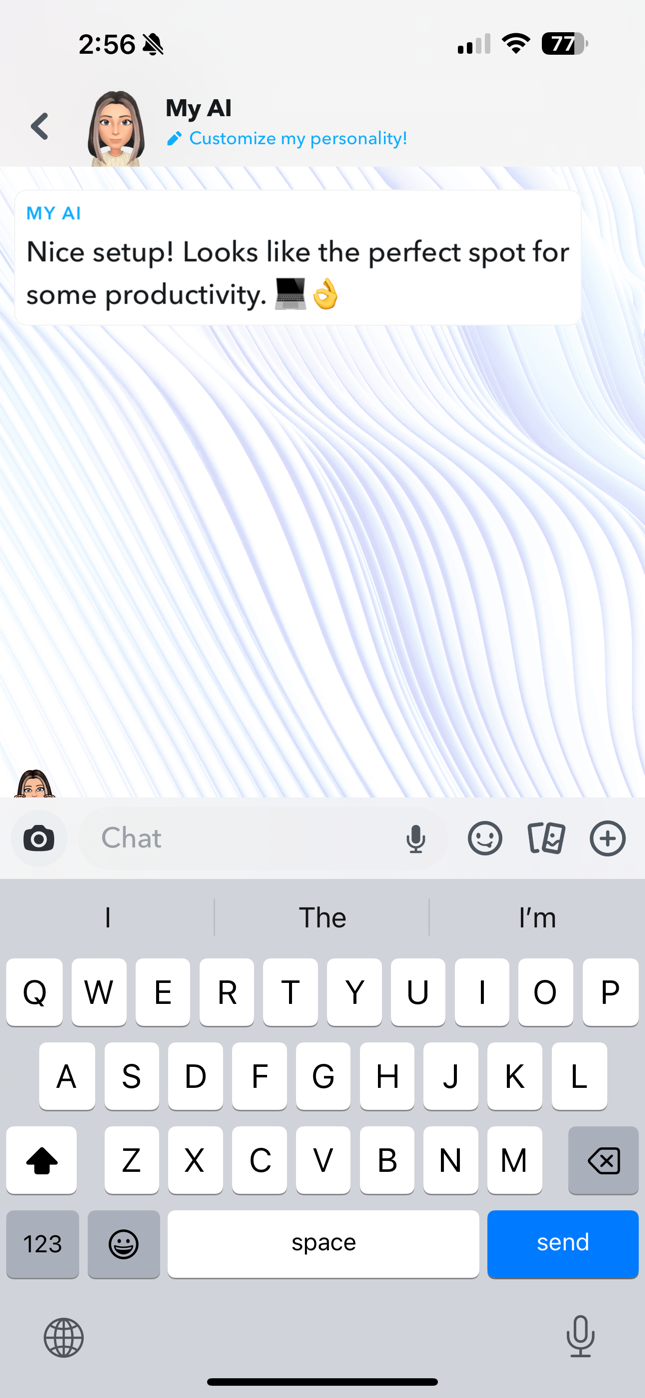 2:56
77
My AI
Customize my personality!
MY AI
Nice setup! Looks like the perfect spot for
some productivity. 💻👌
Chat
I The I'm
Q W E R T Y U I O P
A S D F G H J K L
Z X C V B N M
123 space send